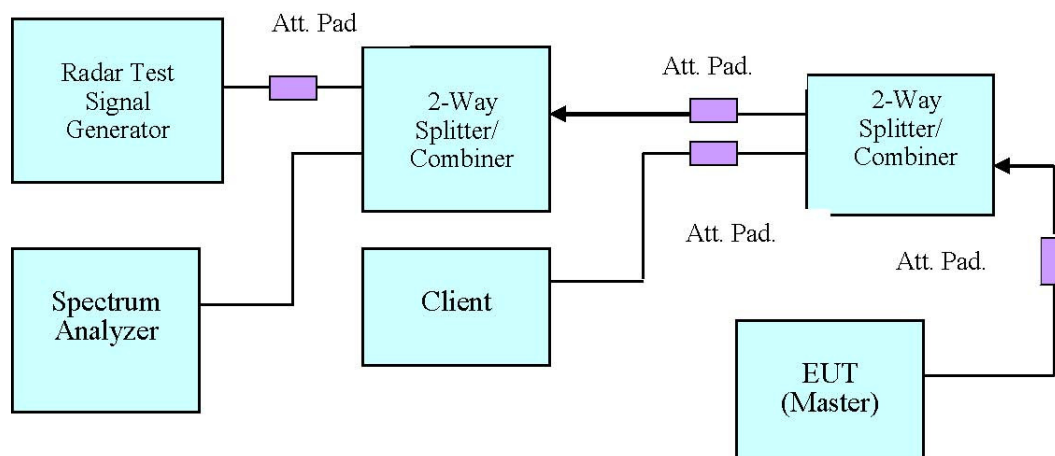 Att. Pad
Radar Test
Signal
Generator
2-Way
Splitter/
Combiner
Att. Pad.
2-Way
Splitter/
Combiner
Att. Pad.
Att. Pad.
Spectrum
Analyzer
Client
EUT
(Master)